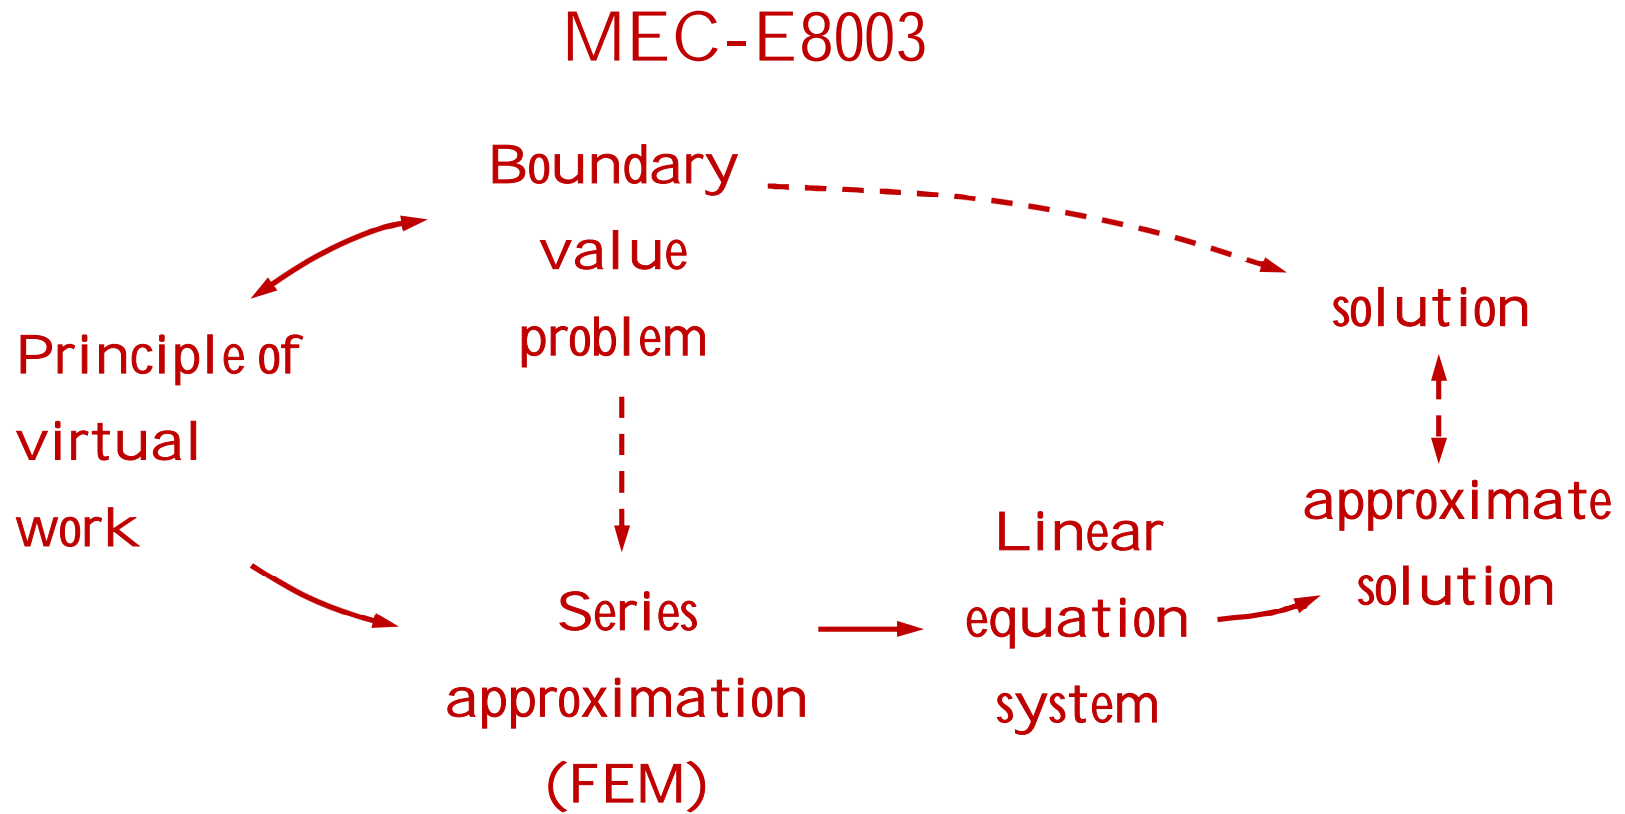 MEC-E8003
Boundary
value
problem
Principle of
virtual
work
solution
approximate
solution
Series
approximation
(FEM)
Linear
equation
system